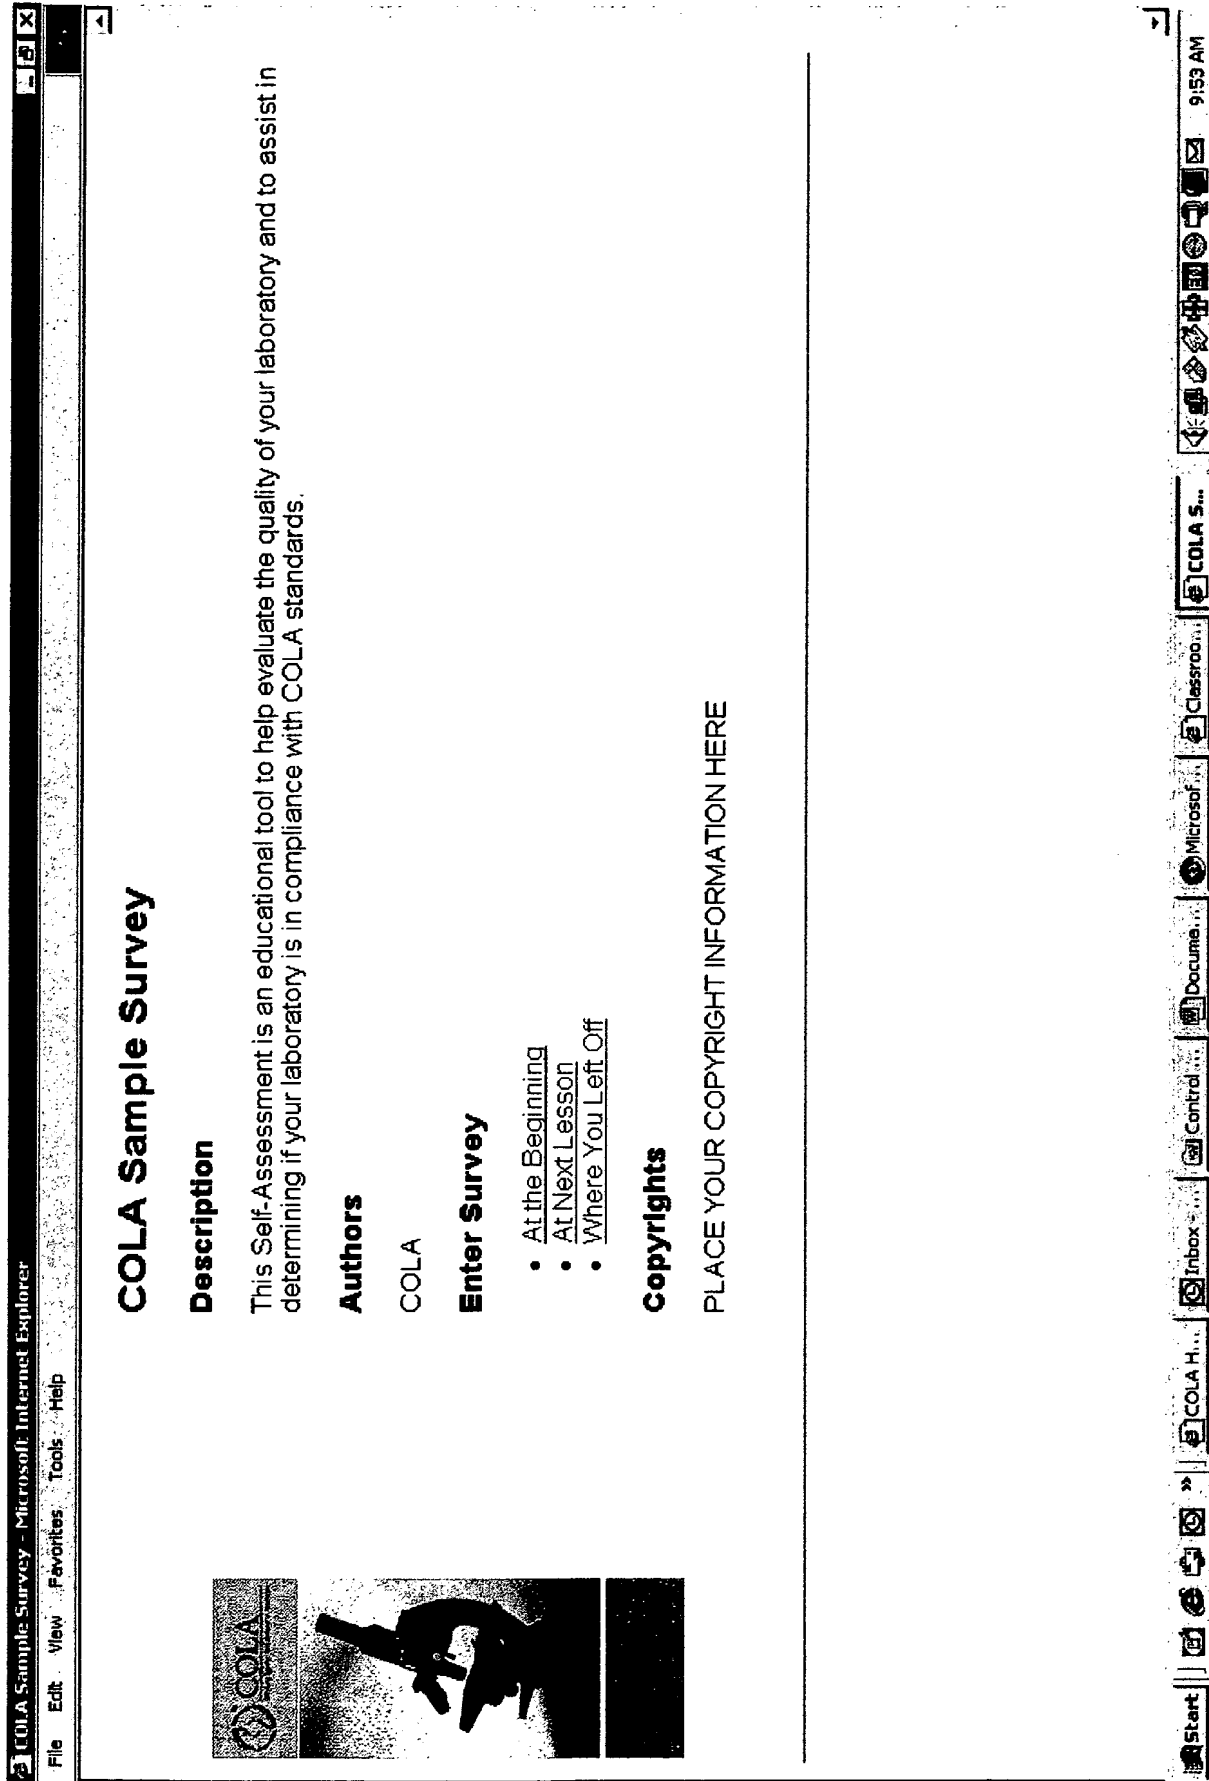 COLA Sample Survey - Microsoft Internet Explorer
File Edit View Favorites Tools Help
COLA
COLA Sample Survey
Description
This Self-Assessment is an educational tool to help evaluate the quality of your laboratory and to assist in
determining if your laboratory is in compliance with COLA standards.
Authors
COLA
Enter Survey
• At the Beginning
• At Next Lesson
• Where You Left Off
Copyrights
PLACE YOUR COPYRIGHT INFORMATION HERE
Start » COLA H... Inbox - ... Control ... Docume... Microsof... Classroo... COLA S... EN 9:53 AM